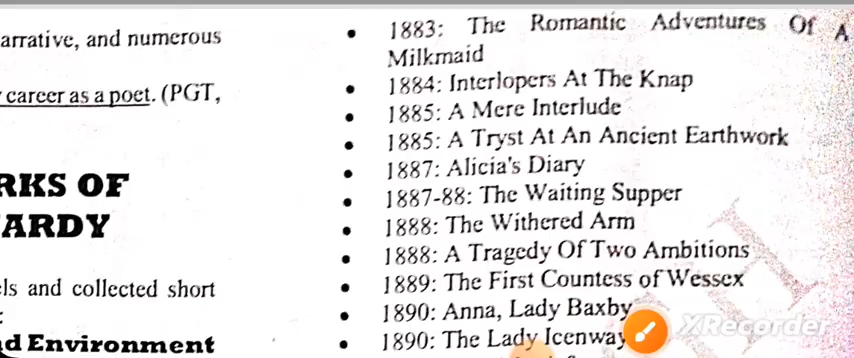 arrative, and numerous
career as a poet. (PGT,
RKS OF
ARDY
ls and collected short
d Environment
• 1883: The Romantic Adventures Of A
Milkmaid
• 1884: Interlopers At The Knap
• 1885: A Mere Interlude
• 1885: A Tryst At An Ancient Earthwork
• 1887: Alicia's Diary
• 1887-88: The Waiting Supper
• 1888: The Withered Arm
• 1888: A Tragedy Of Two Ambitions
• 1889: The First Countess of Wessex
• 1890: Anna, Lady Baxby
• 1890: The Lady Icenway
XRecorder